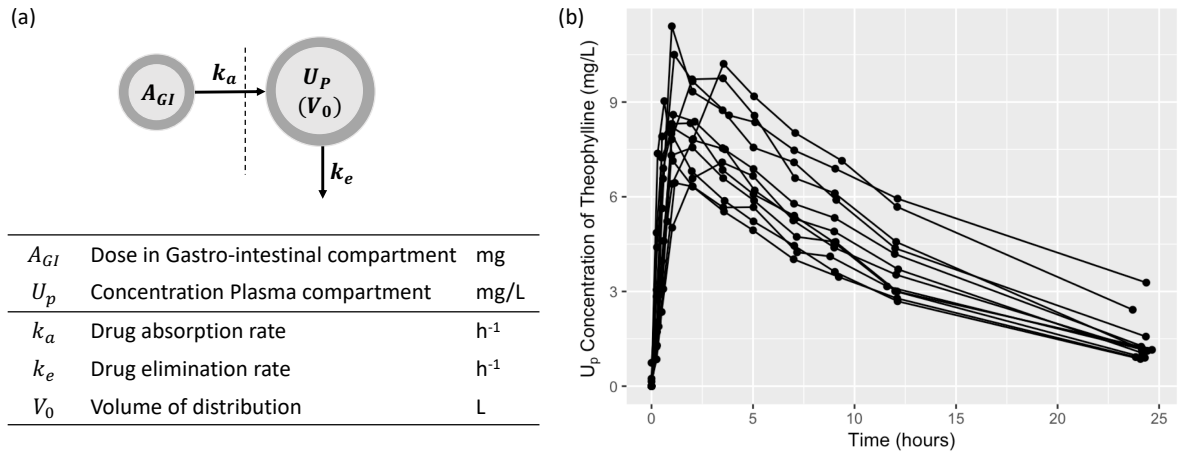 (a)
k_a
A_GI
U_P
(V_0)
k_e
A_GI Dose in Gastro-intestinal compartment mg
U_p Concentration Plasma compartment mg/L
k_a Drug absorption rate h⁻¹
k_e Drug elimination rate h⁻¹
V_0 Volume of distribution L
(b)
U_p Concentration of Theophylline (mg/L)
9
6
3
0
0 5 10 15 20 25
Time (hours)